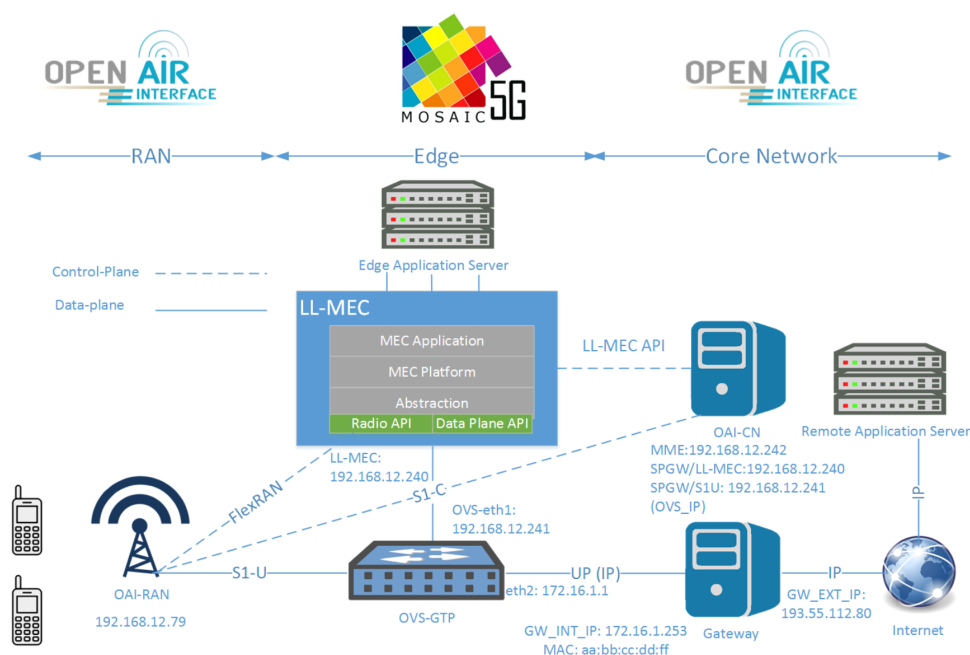 OPEN AIR
INTERFACE
MOSAIC 5G
OPEN AIR
INTERFACE
RAN
Edge
Core Network
Edge Application Server
Control-Plane
Data-plane
LL-MEC
MEC Application
MEC Platform
Abstraction
Radio API
Data Plane API
LL-MEC API
OAI-CN
MME:192.168.12.242
SPGW/LL-MEC:192.168.12.240
SPGW/S1U: 192.168.12.241
(OVS_IP)
Remote Application Server
LL-MEC:
192.168.12.240
FlexRAN
S1-C
OVS-eth1:
192.168.12.241
IP
S1-U
UP (IP)
IP
eth2: 172.16.1.1
OAI-RAN
192.168.12.79
OVS-GTP
GW_INT_IP: 172.16.1.253
MAC: aa:bb:cc:dd:ff
Gateway
GW_EXT_IP:
193.55.112.80
Internet